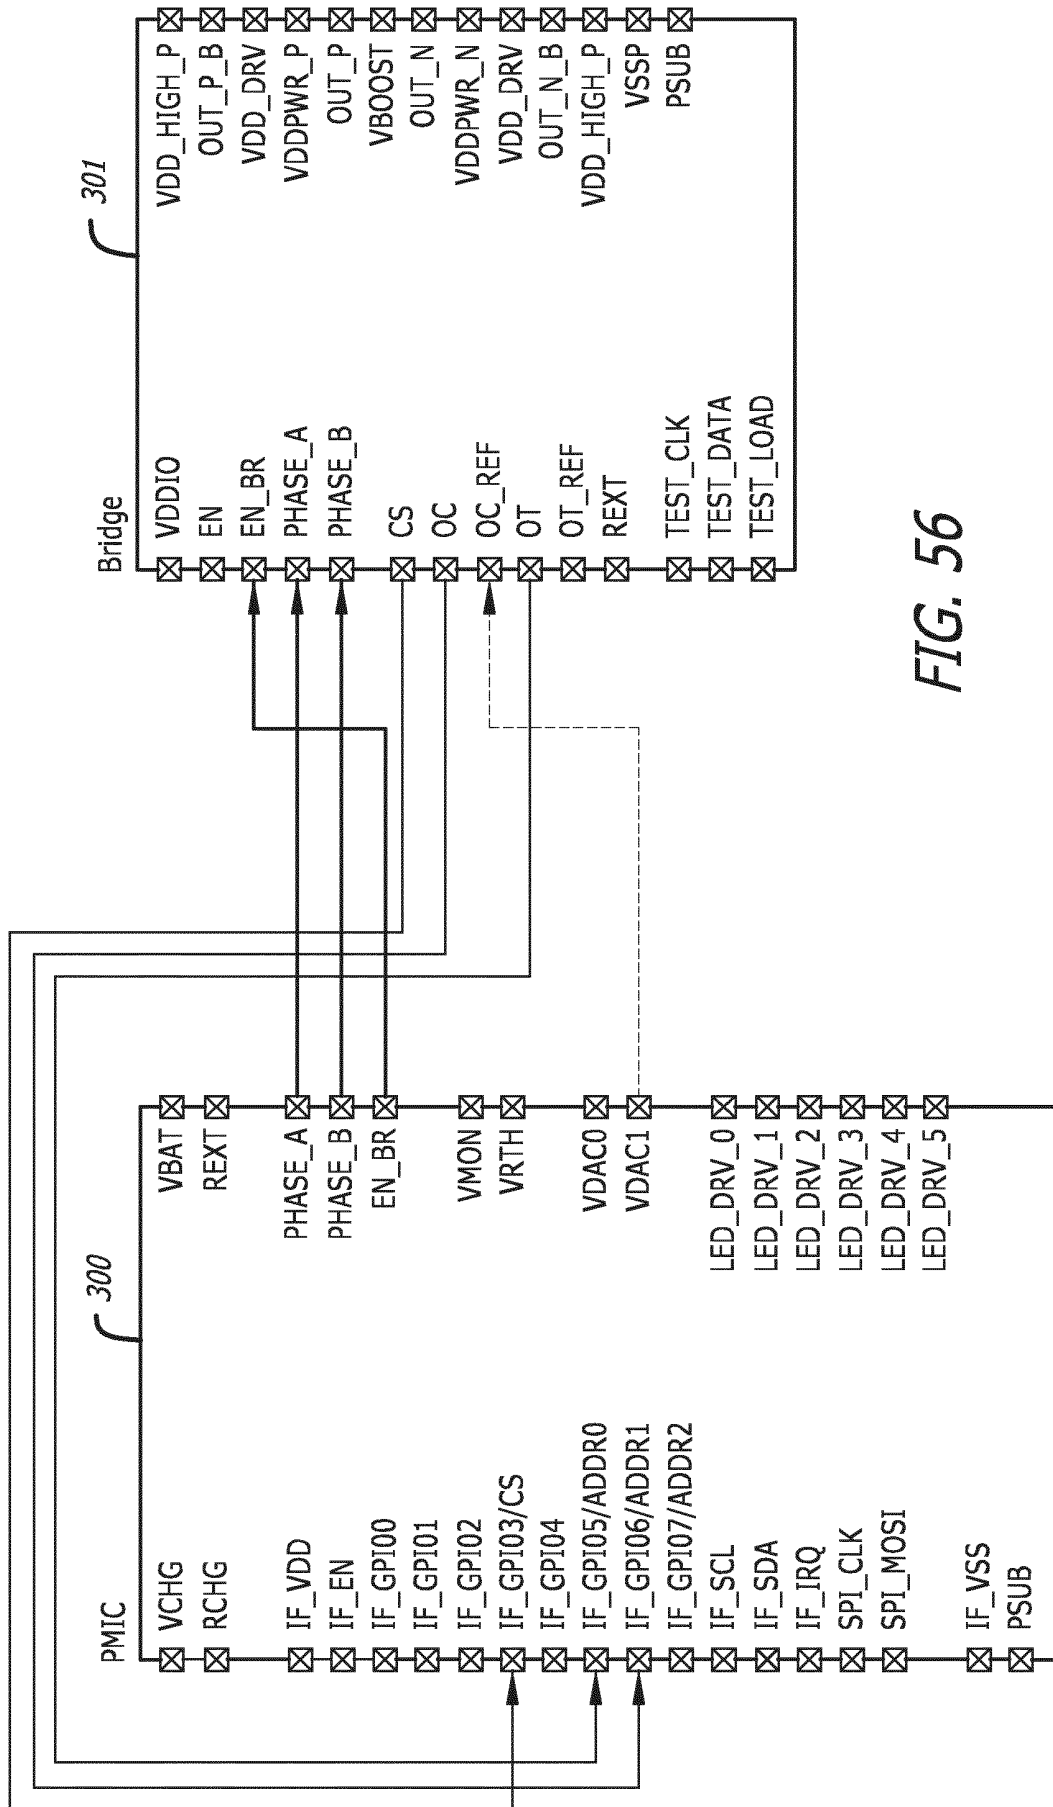 PMIC
300
VCHG
RCHG
IF_VDD
IF_EN
IF_GPIO0
IF_GPIO1
IF_GPIO2
IF_GPIO3/CS
IF_GPIO4
IF_GPIO5/ADDR0
IF_GPIO6/ADDR1
IF_GPIO7/ADDR2
IF_SCL
IF_SDA
IF_IRQ
SPI_CLK
SPI_MOSI
IF_VSS
PSUB
VBAT
REXT
PHASE_A
PHASE_B
EN_BR
VMON
VRTH
VDAC0
VDAC1
LED_DRV_0
LED_DRV_1
LED_DRV_2
LED_DRV_3
LED_DRV_4
LED_DRV_5
Bridge
301
VDDIO
EN
EN_BR
PHASE_A
PHASE_B
CS
OC
OC_REF
OT
OT_REF
REXT
TEST_CLK
TEST_DATA
TEST_LOAD
VDD_HIGH_P
OUT_P_B
VDD_DRV
VDDPWR_P
OUT_P
VBOOST
OUT_N
VDDPWR_N
VDD_DRV
OUT_N_B
VDD_HIGH_P
VSSP
PSUB
FIG. 56